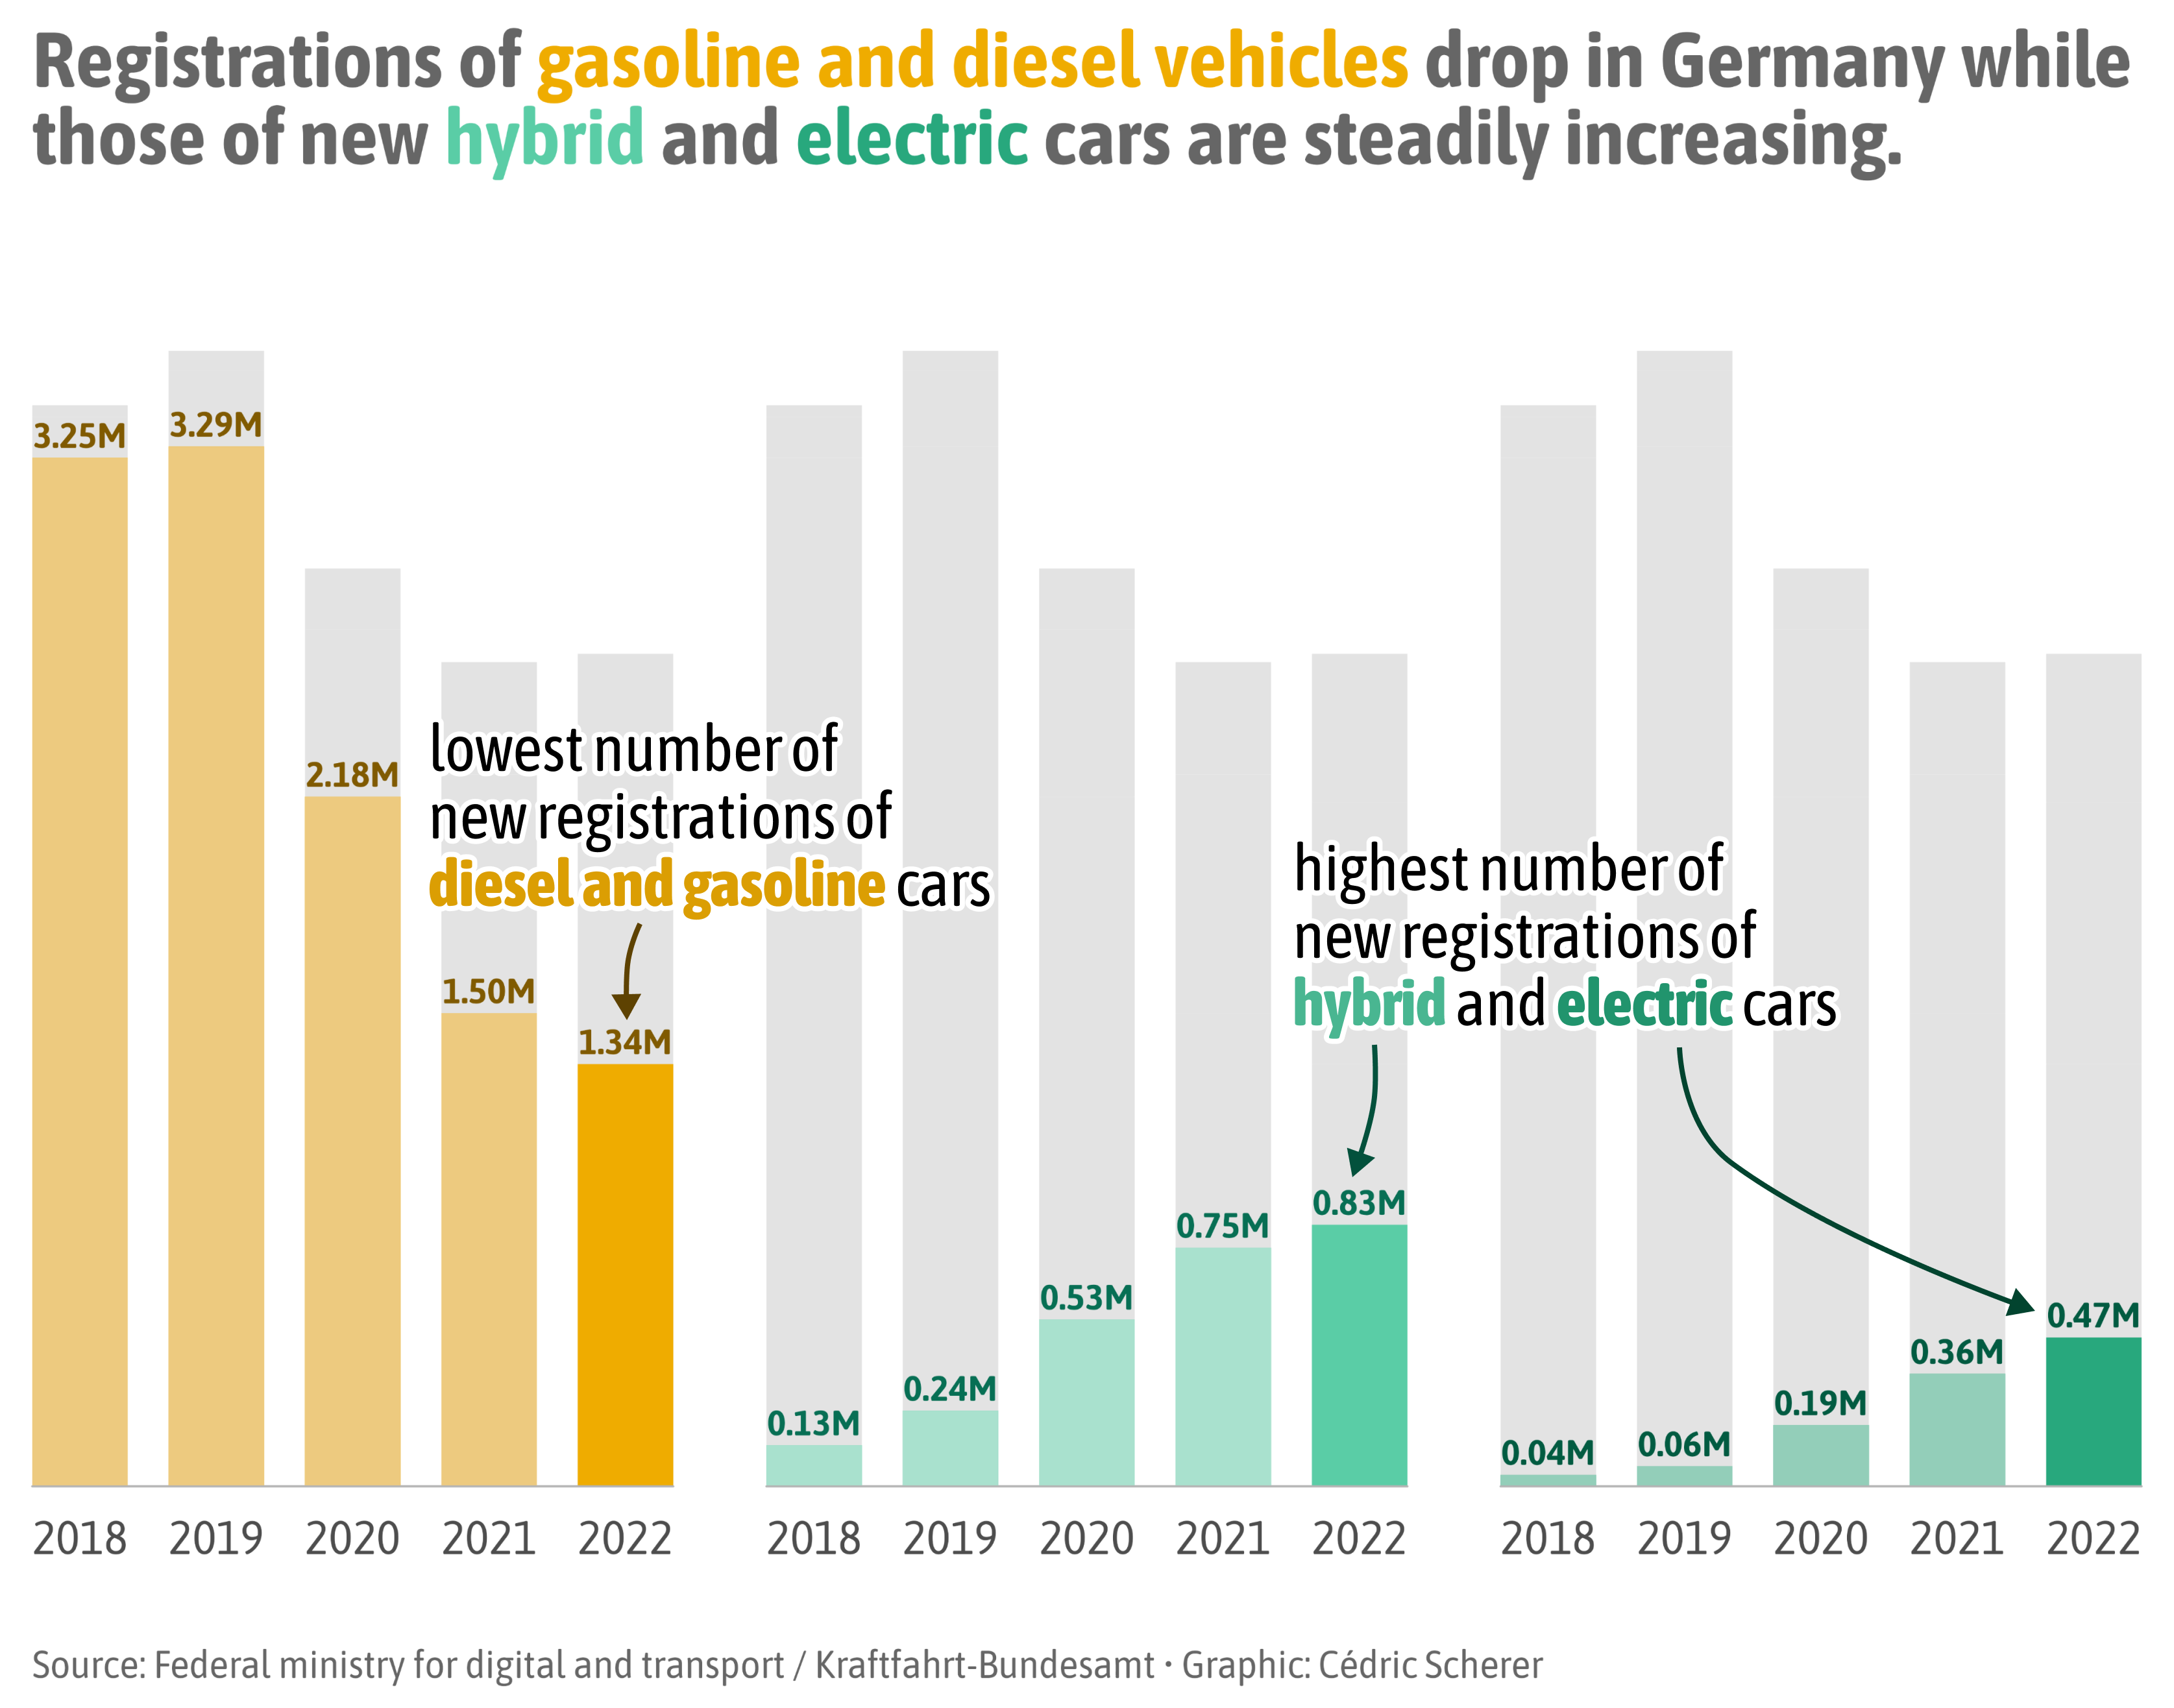 Registrations of gasoline and diesel vehicles drop in Germany while
those of new hybrid and electric cars are steadily increasing.
3.25M
3.29M
2.18M
1.50M
1.34M
lowest number of
new registrations of
diesel and gasoline cars
0.13M
0.24M
0.53M
0.75M
0.83M
highest number of
new registrations of
hybrid and electric cars
0.04M
0.06M
0.19M
0.36M
0.47M
2018 2019 2020 2021 2022
2018 2019 2020 2021 2022
2018 2019 2020 2021 2022
Source: Federal ministry for digital and transport / Kraftfahrt-Bundesamt • Graphic: Cédric Scherer